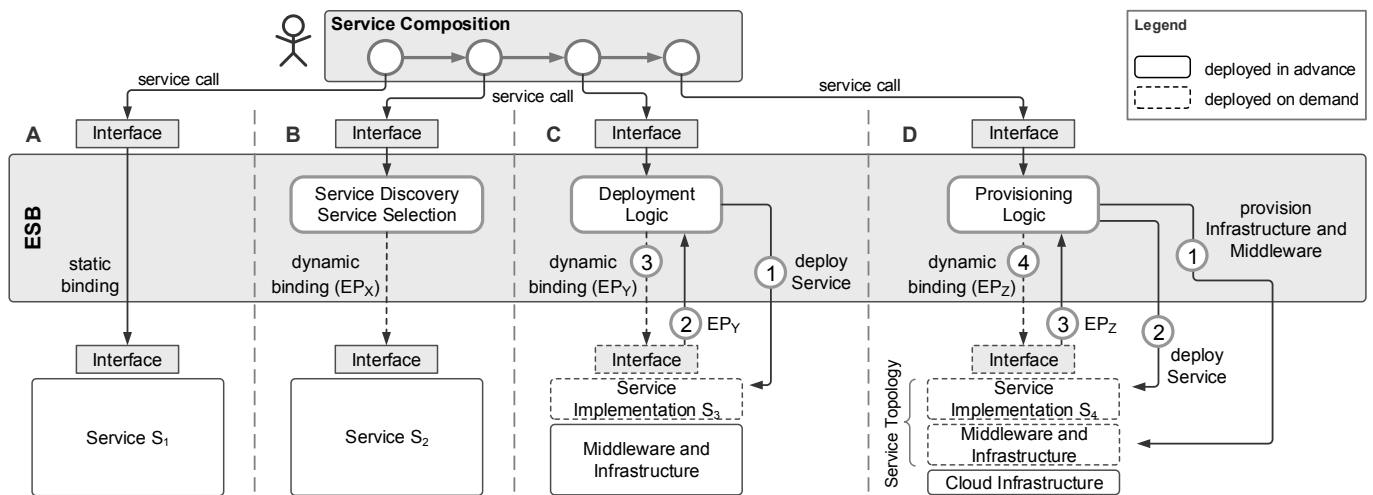 Service Composition
Legend
deployed in advance
deployed on demand
service call
service call
service call
A
Interface
B
Interface
C
Interface
D
Interface
ESB
Service Discovery
Service Selection
Deployment
Logic
Provisioning
Logic
static
binding
dynamic
binding (EPX)
dynamic
binding (EPY)
3
1
deploy
Service
2
EPY
dynamic
binding (EPZ)
4
provision
Infrastructure and
Middleware
1
3
EPZ
2
deploy
Service
Interface
Interface
Interface
Interface
Service S1
Service S2
Service
Implementation S3
Middleware and
Infrastructure
Service Topology
Service
Implementation S4
Middleware and
Infrastructure
Cloud Infrastructure